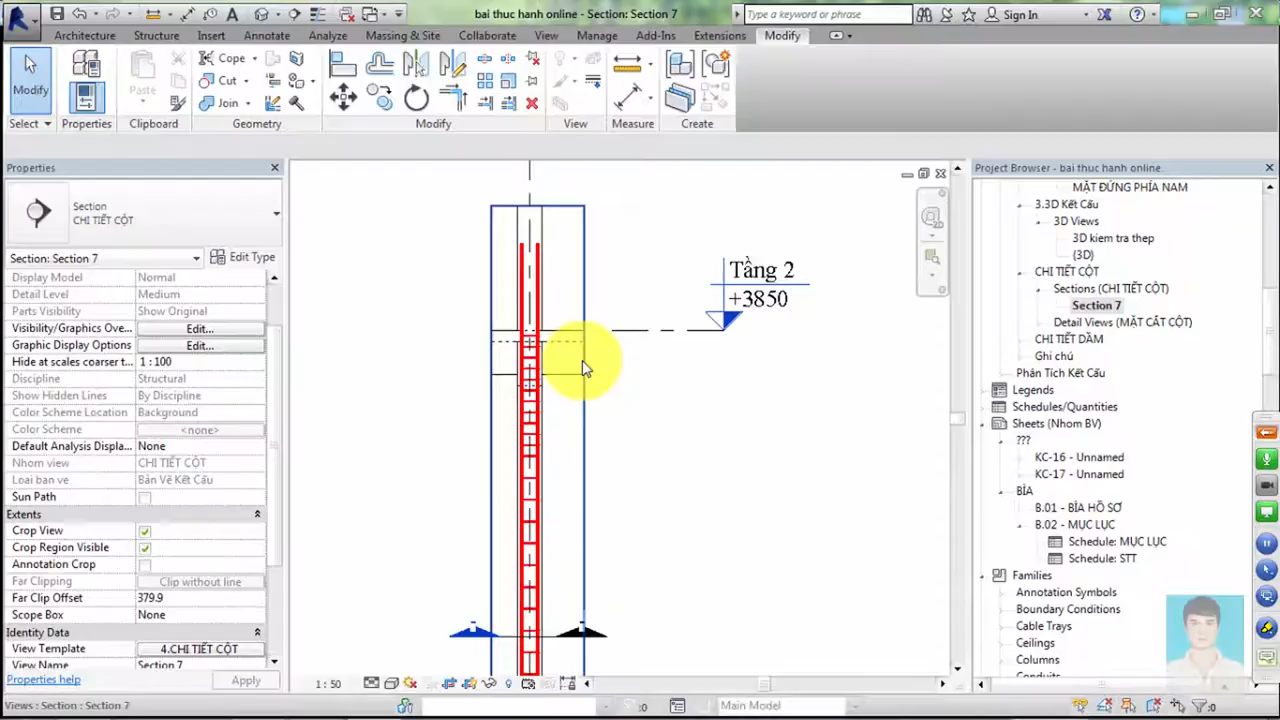 bai thuc hanh online - Section: Section 7
Type a keyword or phrase
Sign In
Architecture Structure Insert Annotate Analyze Massing & Site Collaborate View Manage Add-Ins Extensions Modify
Modify
Paste
Cope
Cut
Join
Select Properties Clipboard Geometry Modify View Measure Create
Properties
Section
CHI TIẾT CỘT
Section: Section 7 Edit Type
Display Model Normal
Detail Level Medium
Parts Visibility Show Original
Visibility/Graphics Ove... Edit...
Graphic Display Options Edit...
Hide at scales coarser t... 1 : 100
Discipline Structural
Show Hidden Lines By Discipline
Color Scheme Location Background
Color Scheme <none>
Default Analysis Displa... None
Nhom view CHI TIẾT CỘT
Loai ban ve Bản Vẽ Kết Cấu
Sun Path
Extents
Crop View
Crop Region Visible
Annotation Crop
Far Clipping Clip without line
Far Clip Offset 379.9
Scope Box None
Identity Data
View Template 4.CHI TIẾT CỘT
View Name Section 7
Properties help Apply
Tầng 2
+3850
1 : 50
Project Browser - bai thuc hanh online.
MẶT ĐỨNG PHÍA NAM
3.3D Kết Cấu
3D Views
3D kiem tra thep
{3D}
CHI TIẾT CỘT
Sections (CHI TIẾT CỘT)
Section 7
Detail Views (MẶT CẮT CỘT)
CHI TIẾT DẦM
Ghi chú
Phân Tích Kết Cấu
Legends
Schedules/Quantities
Sheets (Nhom BV)
???
KC-16 - Unnamed
KC-17 - Unnamed
BÌA
B.01 - BÌA HỒ SƠ
B.02 - MỤC LỤC
Schedule: MỤC LỤC
Schedule: STT
Families
Annotation Symbols
Boundary Conditions
Cable Trays
Ceilings
Columns
Views : Section : Section 7
:0
Main Model
:0